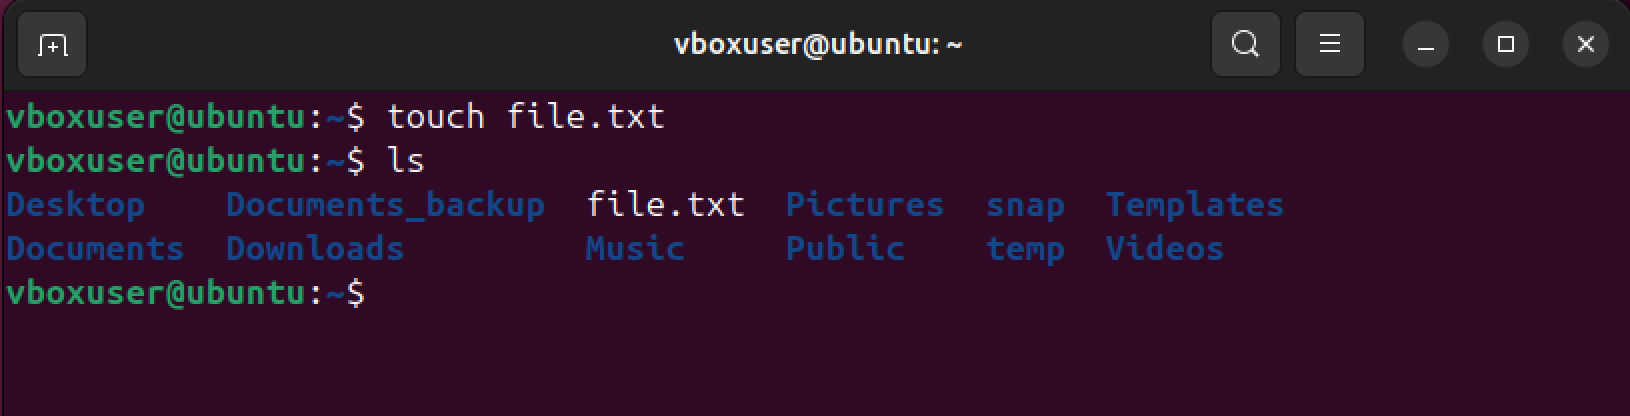 vboxuser@ubuntu: ~
vboxuser@ubuntu:~$ touch file.txt
vboxuser@ubuntu:~$ ls
Desktop Documents_backup file.txt Pictures snap Templates
Documents Downloads Music Public temp Videos
vboxuser@ubuntu:~$